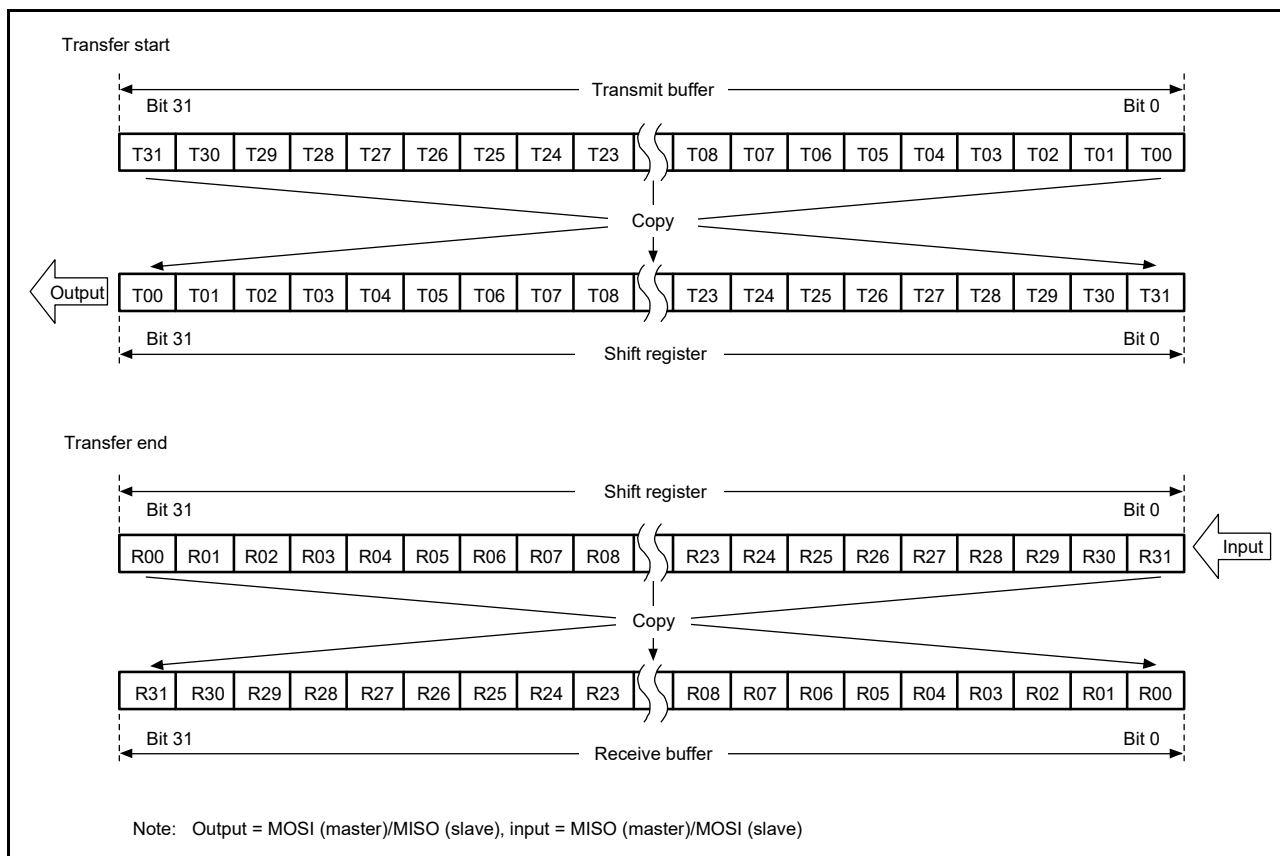 Transfer start
Transmit buffer
Bit 31 Bit 0
T31 T30 T29 T28 T27 T26 T25 T24 T23 T08 T07 T06 T05 T04 T03 T02 T01 T00
Copy
Output T00 T01 T02 T03 T04 T05 T06 T07 T08 T23 T24 T25 T26 T27 T28 T29 T30 T31
Bit 31 Bit 0
Shift register
Transfer end
Shift register
Bit 31 Bit 0
R00 R01 R02 R03 R04 R05 R06 R07 R08 R23 R24 R25 R26 R27 R28 R29 R30 R31 Input
Copy
R31 R30 R29 R28 R27 R26 R25 R24 R23 R08 R07 R06 R05 R04 R03 R02 R01 R00
Bit 31 Bit 0
Receive buffer
Note: Output = MOSI (master)/MISO (slave), input = MISO (master)/MOSI (slave)